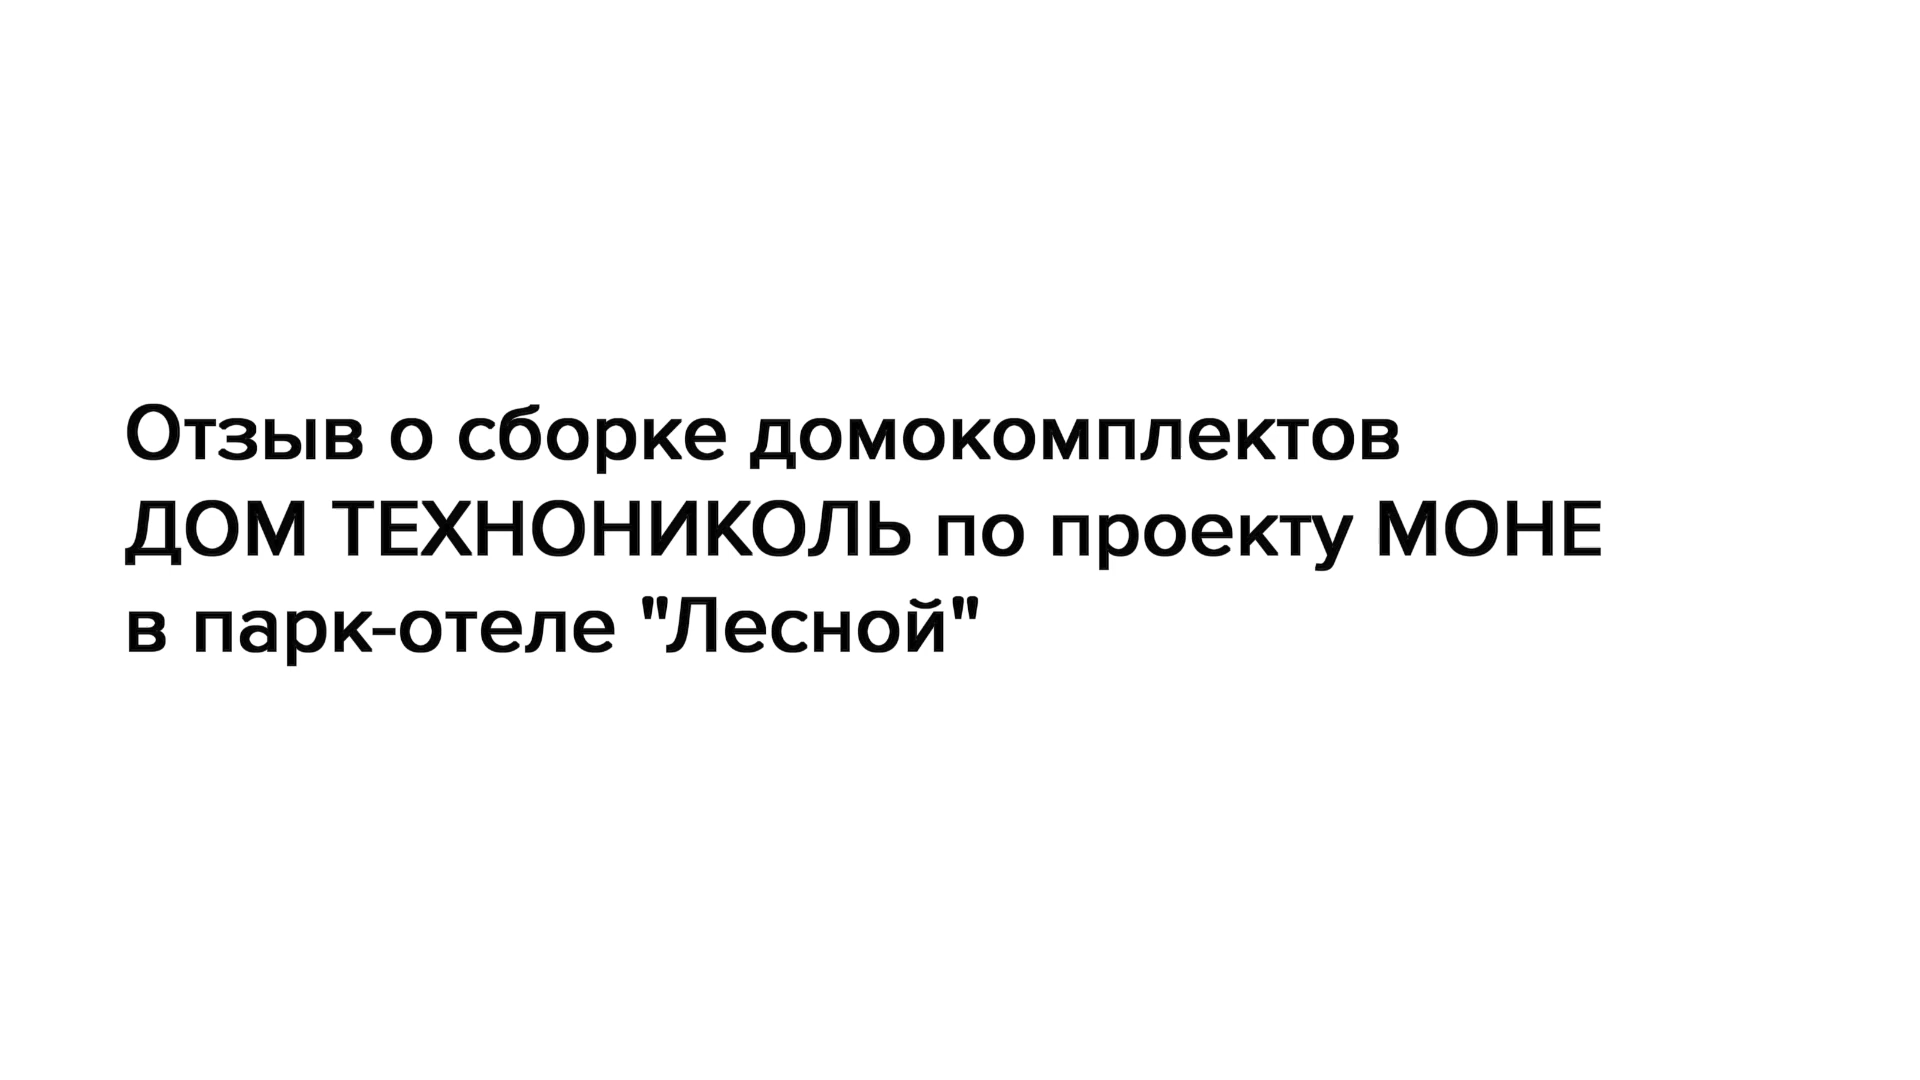 Отзыв о сборке домокомплектов
ДОМ ТЕХНОНИКОЛЬ по проекту МОНЕ
в парк-отеле "Лесной"